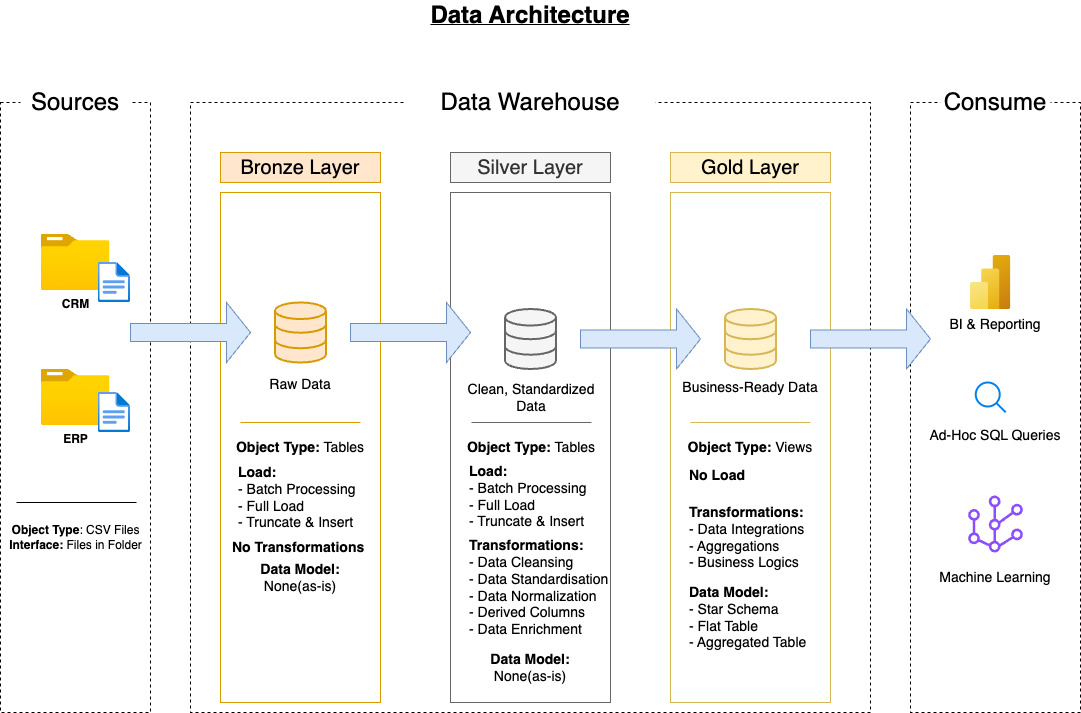 Data Architecture
Sources
Data Warehouse
Consume
Bronze Layer
Silver Layer
Gold Layer
CRM
ERP
Object Type: CSV Files
Interface: Files in Folder
Raw Data
Object Type: Tables
Load:
- Batch Processing
- Full Load
- Truncate & Insert
No Transformations
Data Model:
None(as-is)
Clean, Standardized
Data
Object Type: Tables
Load:
- Batch Processing
- Full Load
- Truncate & Insert
Transformations:
- Data Cleansing
- Data Standardisation
- Data Normalization
- Derived Columns
- Data Enrichment
Data Model:
None(as-is)
Business-Ready Data
Object Type: Views
No Load
Transformations:
- Data Integrations
- Aggregations
- Business Logics
Data Model:
- Star Schema
- Flat Table
- Aggregated Table
BI & Reporting
Ad-Hoc SQL Queries
Machine Learning